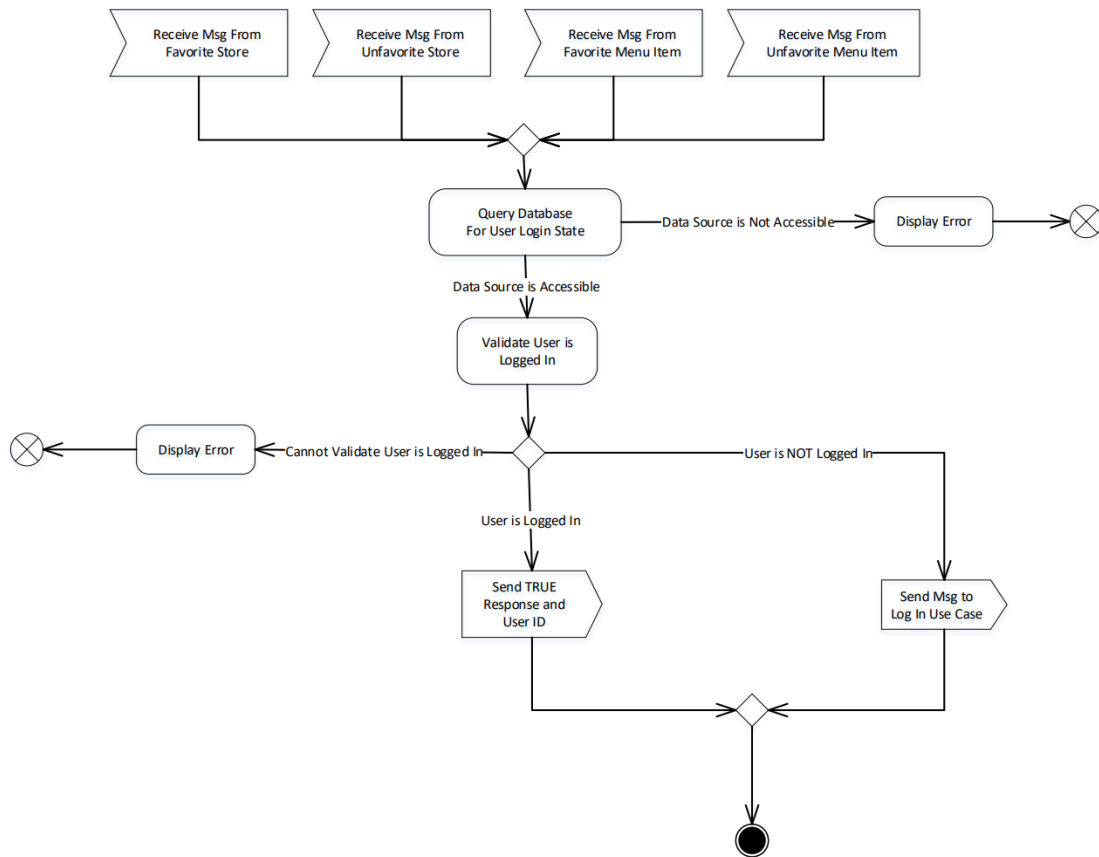 Receive Msg From
Favorite Store
Receive Msg From
Unfavorite Store
Receive Msg From
Favorite Menu Item
Receive Msg From
Unfavorite Menu Item
Query Database
For User Login State
Data Source is Not Accessible
Display Error
Data Source is Accessible
Validate User is
Logged In
Display Error
Cannot Validate User is Logged In
User is NOT Logged In
User is Logged In
Send TRUE
Response and
User ID
Send Msg to
Log In Use Case